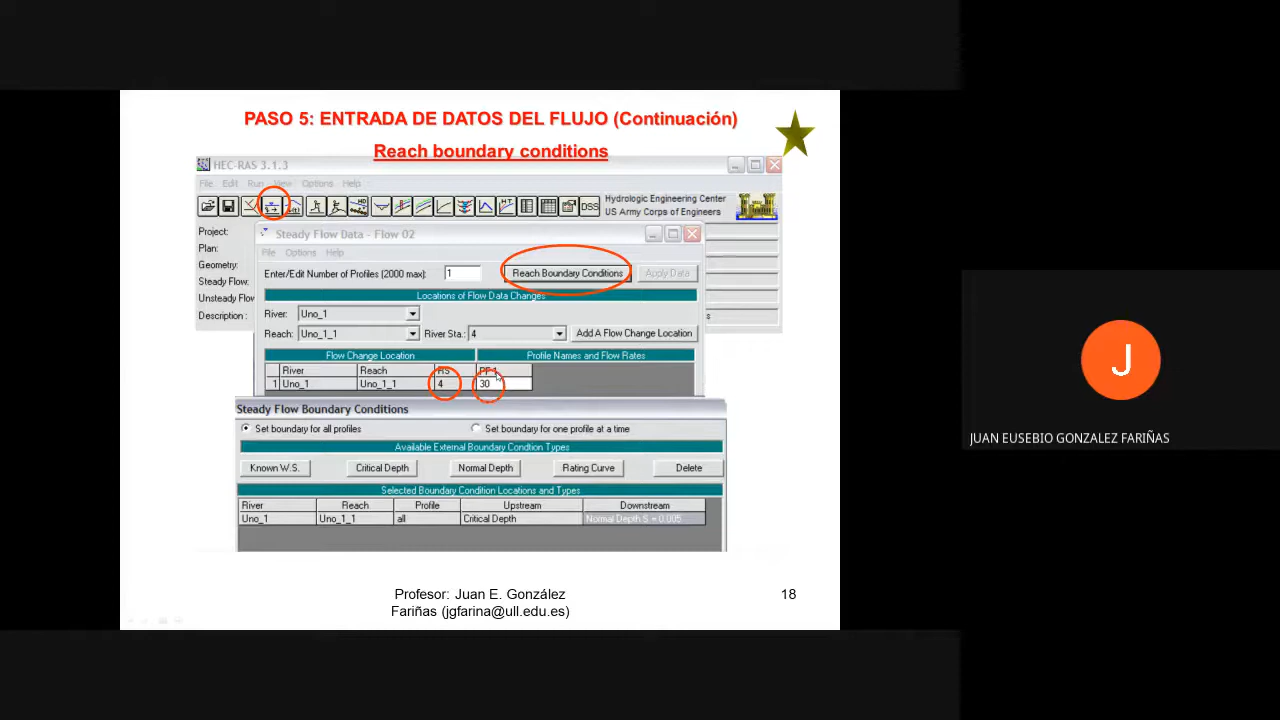 PASO 5: ENTRADA DE DATOS DEL FLUJO (Continuación)
Reach boundary conditions
HEC-RAS 3.1.3
File Edit Run View Options Help
DSS
Hydrologic Engineering Center
US Army Corps of Engineers
Project:
Plan:
Geometry:
Steady Flow:
Unsteady Flow
Description :
s
Steady Flow Data - Flow 02
File Options Help
Enter/Edit Number of Profiles (2000 max): 1 Reach Boundary Conditions Apply Data
Locations of Flow Data Changes
River: Uno_1
Reach: Uno_1_1 River Sta.: 4 Add A Flow Change Location
Flow Change Location Profile Names and Flow Rates
River Reach RS PF 1
1 Uno_1 Uno_1_1 4 30
Steady Flow Boundary Conditions
Set boundary for all profiles Set boundary for one profile at a time
Available External Boundary Condtion Types
Known W.S. Critical Depth Normal Depth Rating Curve Delete
Selected Boundary Condition Locations and Types
River Reach Profile Upstream Downstream
Uno_1 Uno_1_1 all Critical Depth Normal Depth S = 0.005
Profesor: Juan E. González
Fariñas (jgfarina@ull.edu.es)
18
J
JUAN EUSEBIO GONZALEZ FARIÑAS